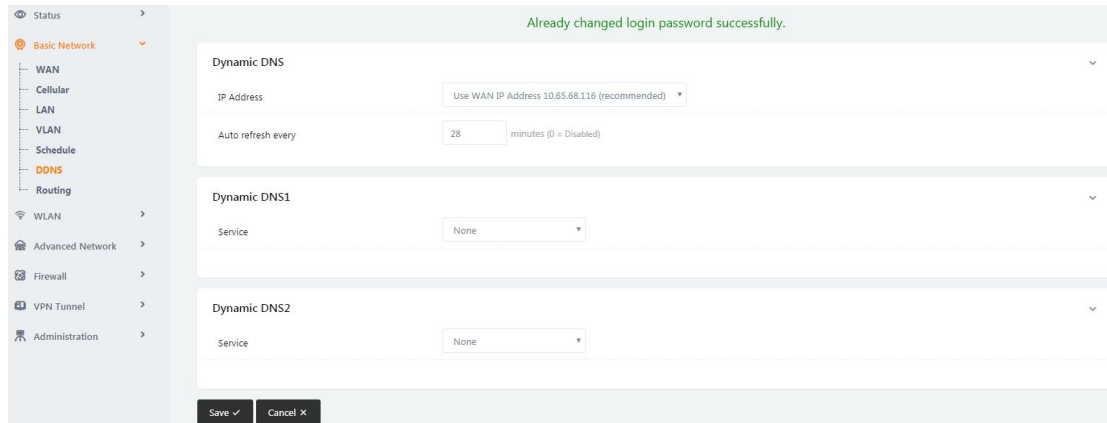 Status
Basic Network
WAN
Cellular
LAN
VLAN
Schedule
DDNS
Routing
WLAN
Advanced Network
Firewall
VPN Tunnel
Administration
Already changed login password successfully.
Dynamic DNS
IP Address Use WAN IP Address 10.65.68.116 (recommended)
Auto refresh every 28 minutes (0 = Disabled)
Dynamic DNS1
Service None
Dynamic DNS2
Service None
Save Cancel